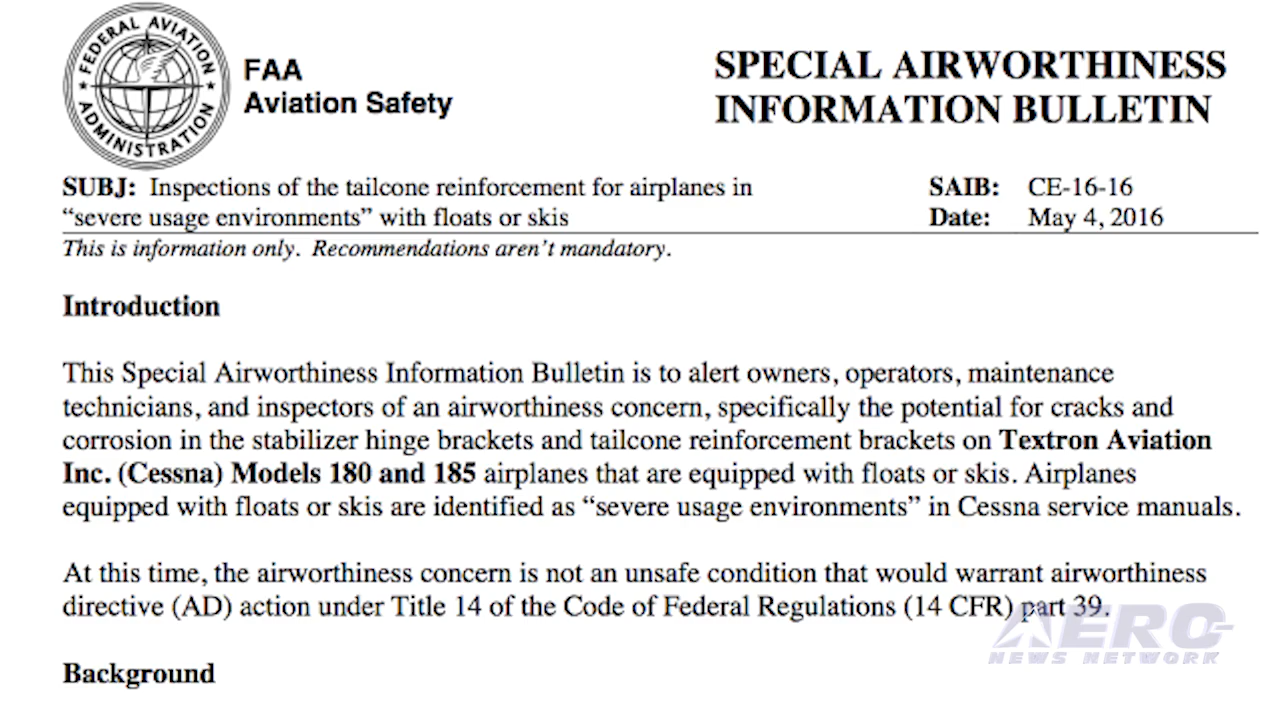 FEDERAL AVIATION
ADMINISTRATION
FAA
Aviation Safety
SPECIAL AIRWORTHINESS
INFORMATION BULLETIN
SUBJ: Inspections of the tailcone reinforcement for airplanes in
“severe usage environments” with floats or skis
SAIB: CE-16-16
Date: May 4, 2016
This is information only. Recommendations aren’t mandatory.
Introduction
This Special Airworthiness Information Bulletin is to alert owners, operators, maintenance
technicians, and inspectors of an airworthiness concern, specifically the potential for cracks and
corrosion in the stabilizer hinge brackets and tailcone reinforcement brackets on Textron Aviation
Inc. (Cessna) Models 180 and 185 airplanes that are equipped with floats or skis. Airplanes
equipped with floats or skis are identified as “severe usage environments” in Cessna service manuals.
At this time, the airworthiness concern is not an unsafe condition that would warrant airworthiness
directive (AD) action under Title 14 of the Code of Federal Regulations (14 CFR) part 39.
AERO
NEWS NETWORK
Background